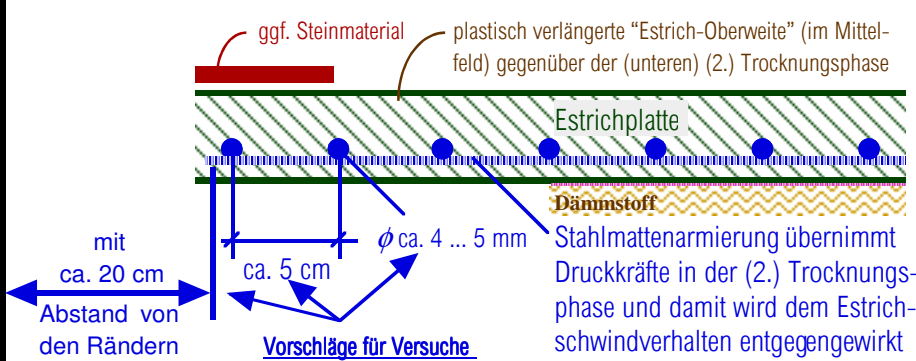 ggf. Steinmaterial
plastisch verlängerte “Estrich-Oberweite” (im Mittel-
feld) gegenüber der (unteren) (2.) Trocknungsphase
Estrichplatte
Dämmstoff
mit
ca. 20 cm
Abstand von
den Rändern
ca. 5 cm
ϕ ca. 4 ... 5 mm
Vorschläge für Versuche
Stahlmattenarmierung übernimmt
Druckkräfte in der (2.) Trocknungs-
phase und damit wird dem Estrich-
schwindverhalten entgegengewirkt